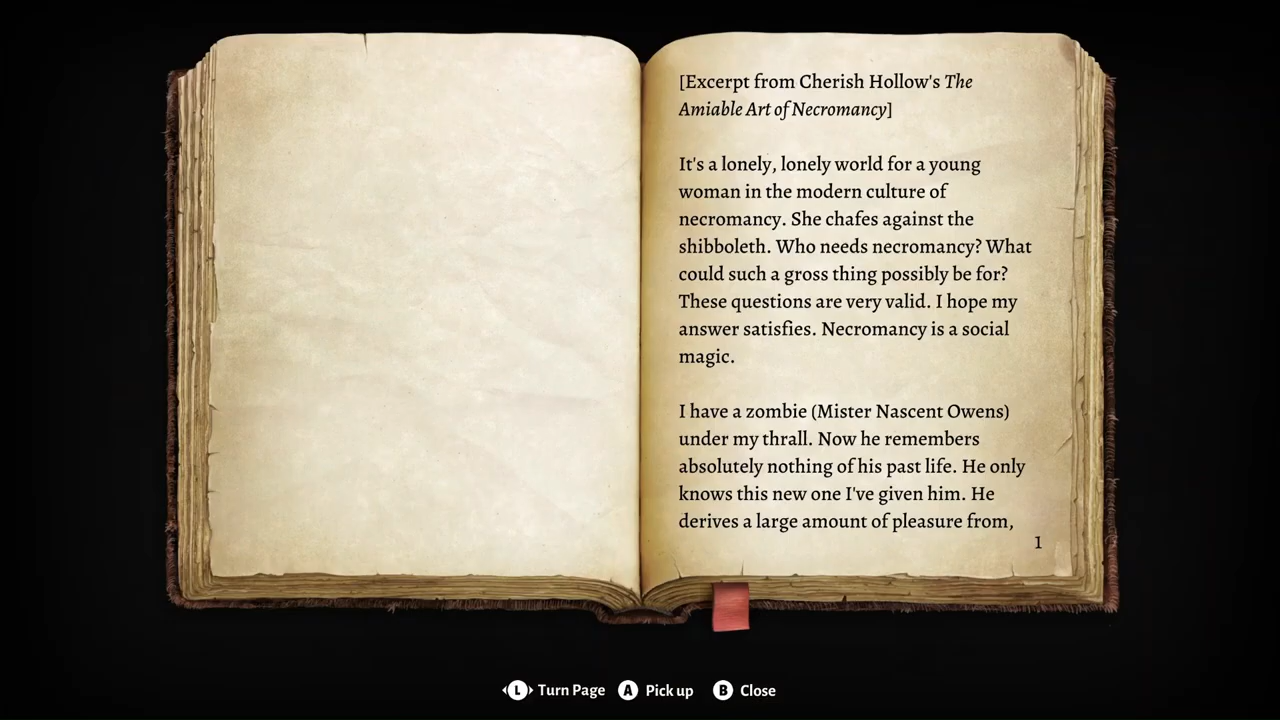 [Excerpt from Cherish Hollow's The
Amiable Art of Necromancy]
It's a lonely, lonely world for a young
woman in the modern culture of
necromancy. She chafes against the
shibboleth. Who needs necromancy? What
could such a gross thing possibly be for?
These questions are very valid. I hope my
answer satisfies. Necromancy is a social
magic.
I have a zombie (Mister Nascent Owens)
under my thrall. Now he remembers
absolutely nothing of his past life. He only
knows this new one I've given him. He
derives a large amount of pleasure from,
1
L Turn Page A Pick up B Close